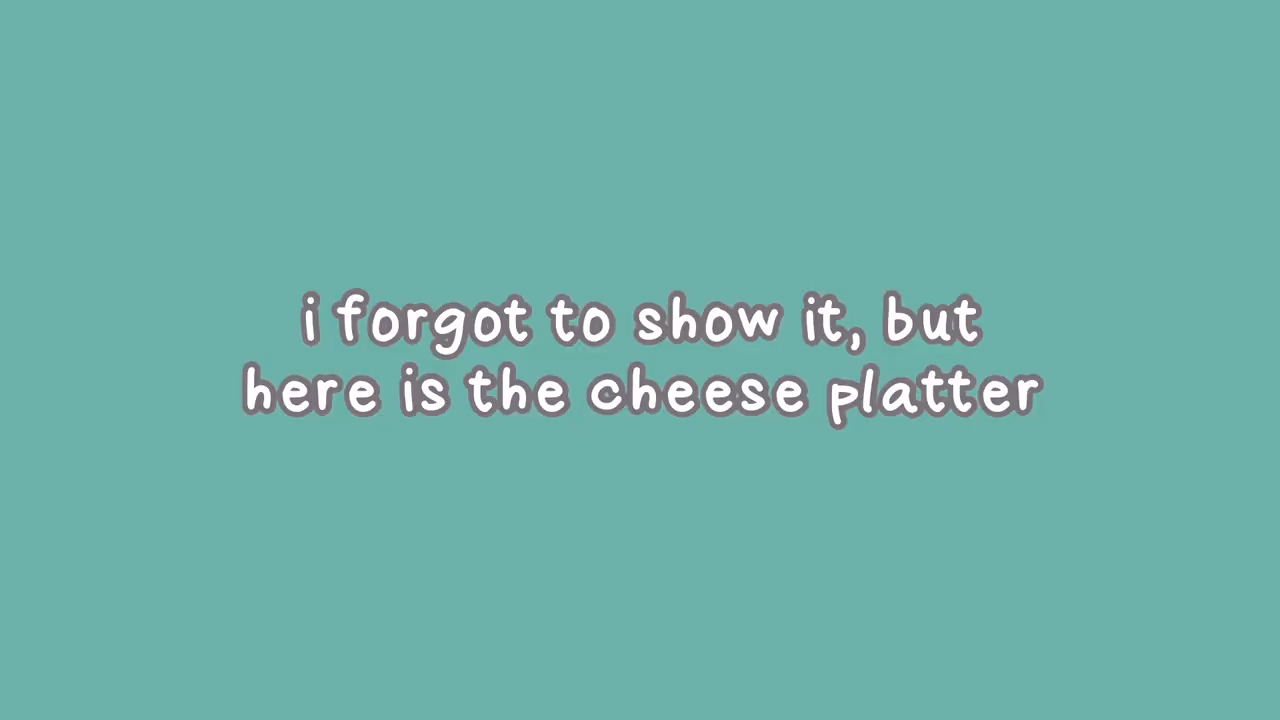 i forgot to show it, but
here is the cheese platter